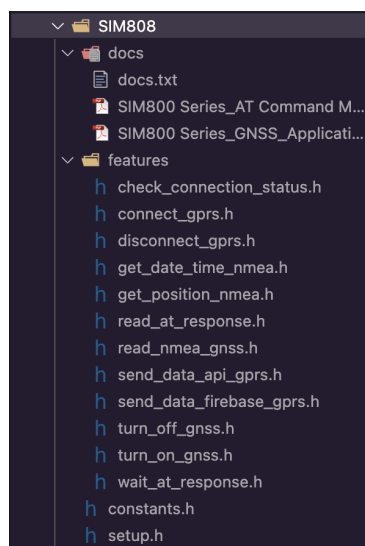 SIM808
docs
docs.txt
SIM800 Series_AT Command M...
SIM800 Series_GNSS_Applicati...
features
h check_connection_status.h
h connect_gprs.h
h disconnect_gprs.h
h get_date_time_nmea.h
h get_position_nmea.h
h read_at_response.h
h read_nmea_gnss.h
h send_data_api_gprs.h
h send_data_firebase_gprs.h
h turn_off_gnss.h
h turn_on_gnss.h
h wait_at_response.h
h constants.h
h setup.h